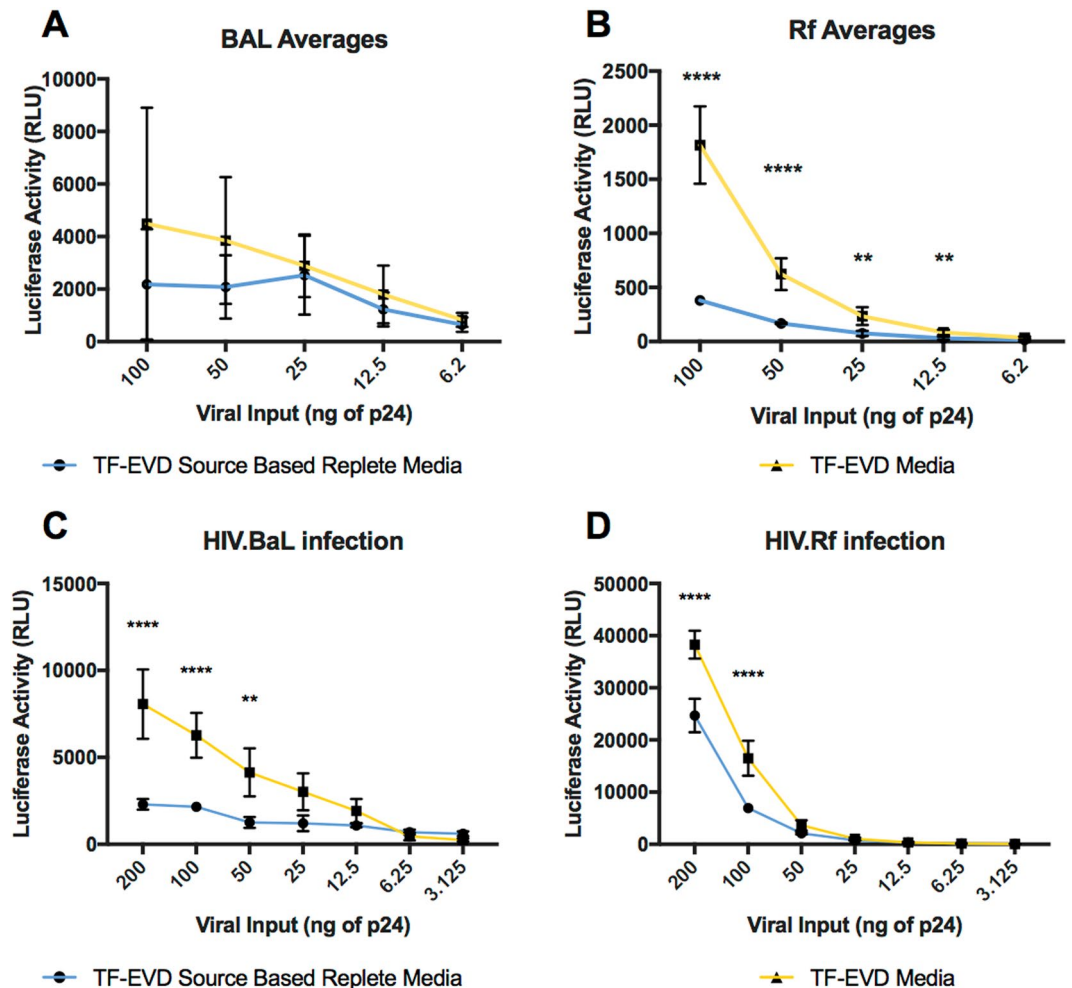 A
BAL Averages
Luciferase Activity (RLU)
10000
8000
6000
4000
2000
0
100
50
25
12.5
6.2
Viral Input (ng of p24)
B
Rf Averages
Luciferase Activity (RLU)
2500
2000
1500
1000
500
0
****
****
**
**
100
50
25
12.5
6.2
Viral Input (ng of p24)
TF-EVD Source Based Replete Media
TF-EVD Media
C
HIV.BaL infection
Luciferase Activity (RLU)
15000
10000
5000
0
****
****
**
200
100
50
25
12.5
6.25
3.125
Viral Input (ng of p24)
D
HIV.Rf infection
Luciferase Activity (RLU)
50000
40000
30000
20000
10000
0
****
****
200
100
50
25
12.5
6.25
3.125
Viral Input (ng of p24)
TF-EVD Source Based Replete Media
TF-EVD Media